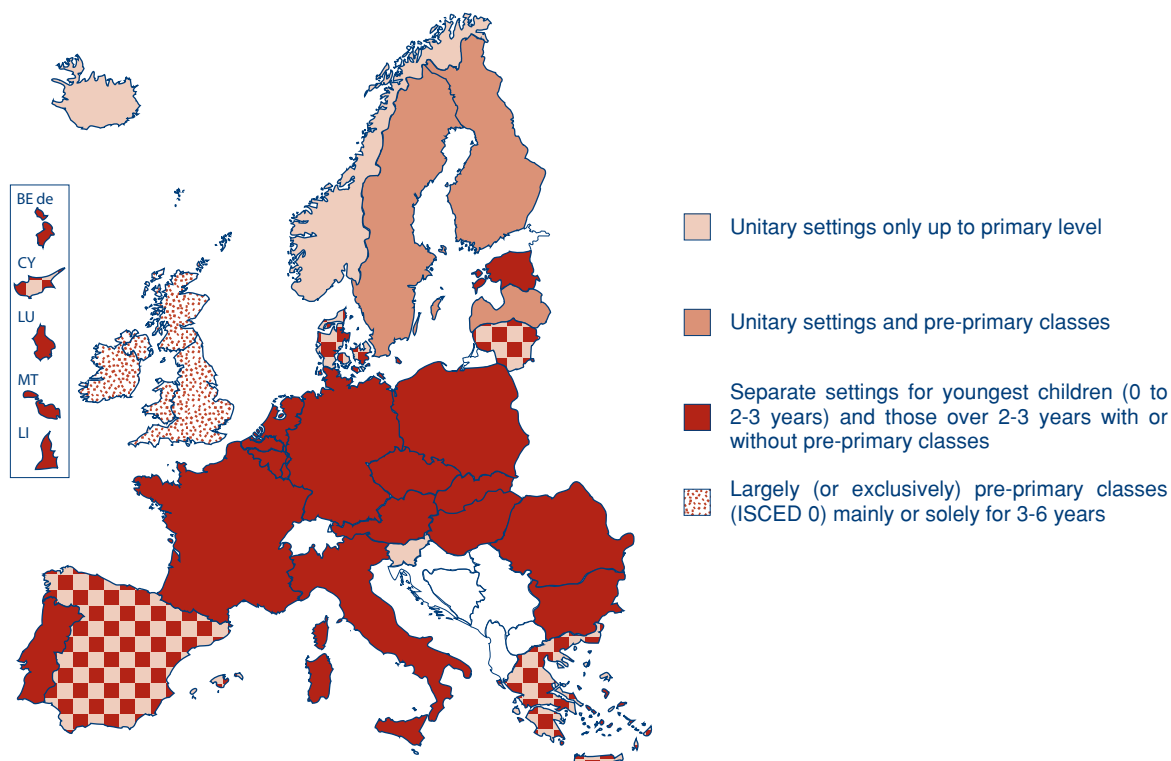 BE de
CY
LU
MT
LI
Unitary settings only up to primary level
Unitary settings and pre-primary classes
Separate settings for youngest children (0 to
2-3 years) and those over 2-3 years with or
without pre-primary classes
Largely (or exclusively) pre-primary classes
(ISCED 0) mainly or solely for 3-6 years